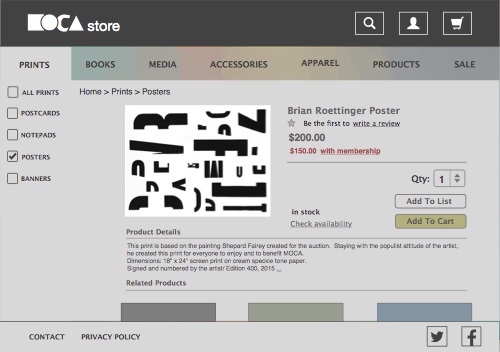 MOCA store
PRINTS BOOKS MEDIA ACCESSORIES APPAREL PRODUCTS SALE
Home > Prints > Posters
ALL PRINTS
POSTCARDS
NOTEPADS
POSTERS
BANNERS
Brian Roettinger Poster
Be the first to write a review
$200.00
$150.00 with membership
Qty: 1
in stock
Check availability
Add To List
Add To Cart
Product Details
This print is based on the painting Shepard Fairey created for the auction. Staying with the populist attitude of the artist,
he created this print for everyone to enjoy and to benefit MOCA.
Dimensions: 18" x 24" screen print on cream speckle tone paper.
Signed and numbered by the artist/ Edition 400, 2015 ...
Related Products
CONTACT PRIVACY POLICY